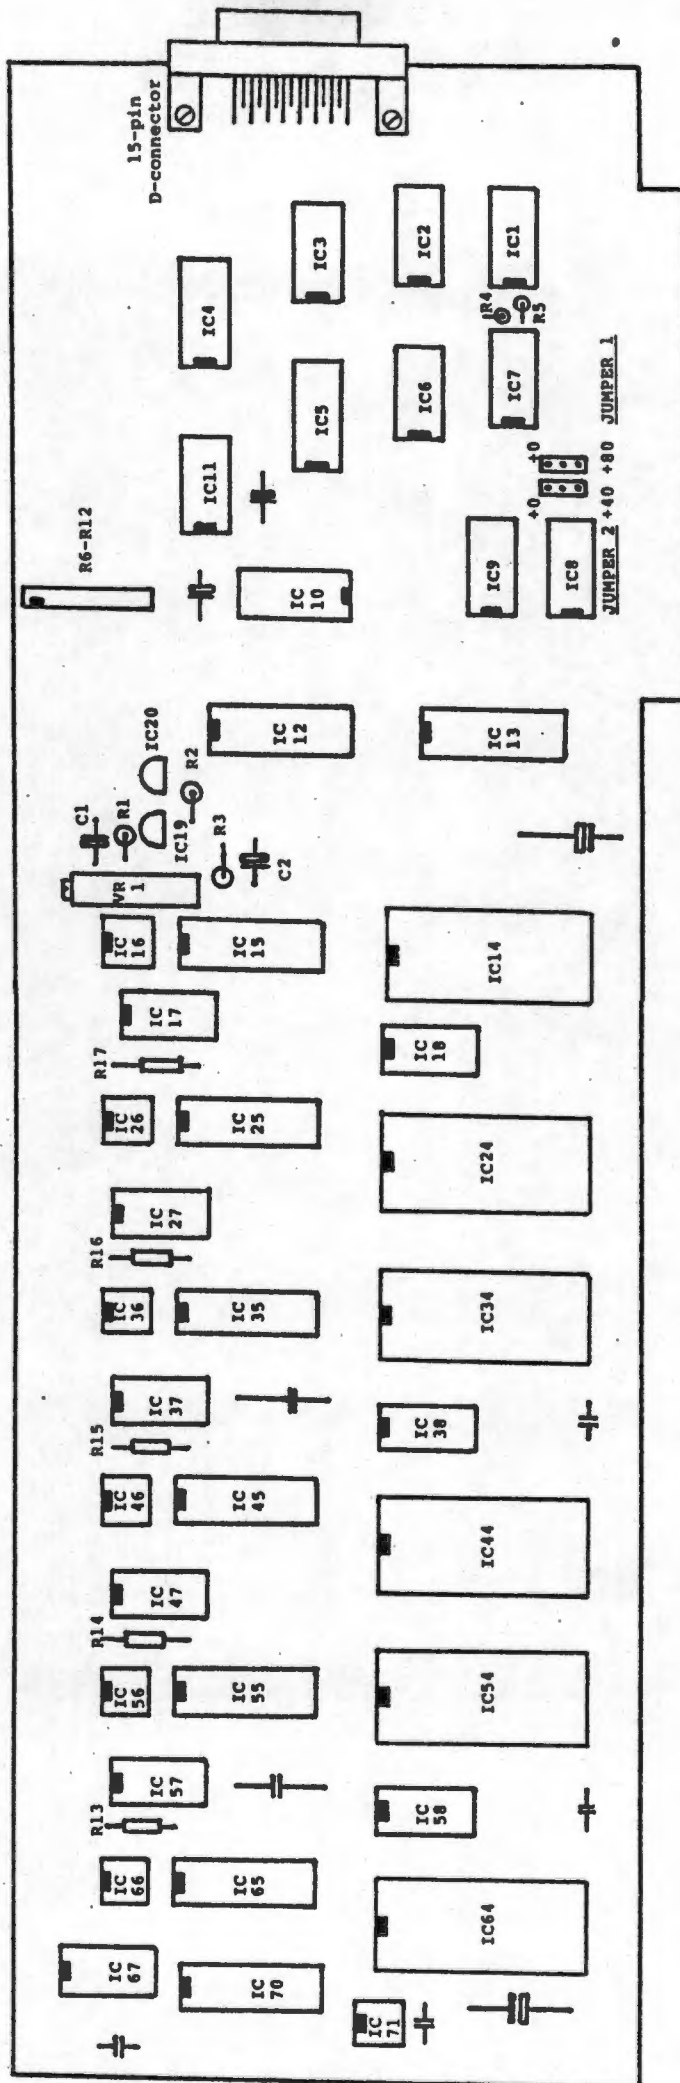 15-pin
D-connector
IC4
IC3
IC2
IC1
R4
R5
IC11
IC5
IC6
IC7
R6-R12
IC
10
IC9
IC8
+0
+0
JUMPER 2 +40 +80 JUMPER 1
C1
R1
IC20
IC19
R2
R3
C2
VR
1
IC
12
IC
13
IC
16
IC
15
IC14
IC
17
IC
18
R17
IC
26
IC
25
IC24
IC
27
R16
IC
36
IC
35
IC34
IC
37
IC
38
R15
IC
46
IC
45
IC44
IC
47
R14
IC
56
IC
55
IC54
IC
57
IC
58
R13
IC
66
IC
65
IC64
IC
67
IC
70
IC
71